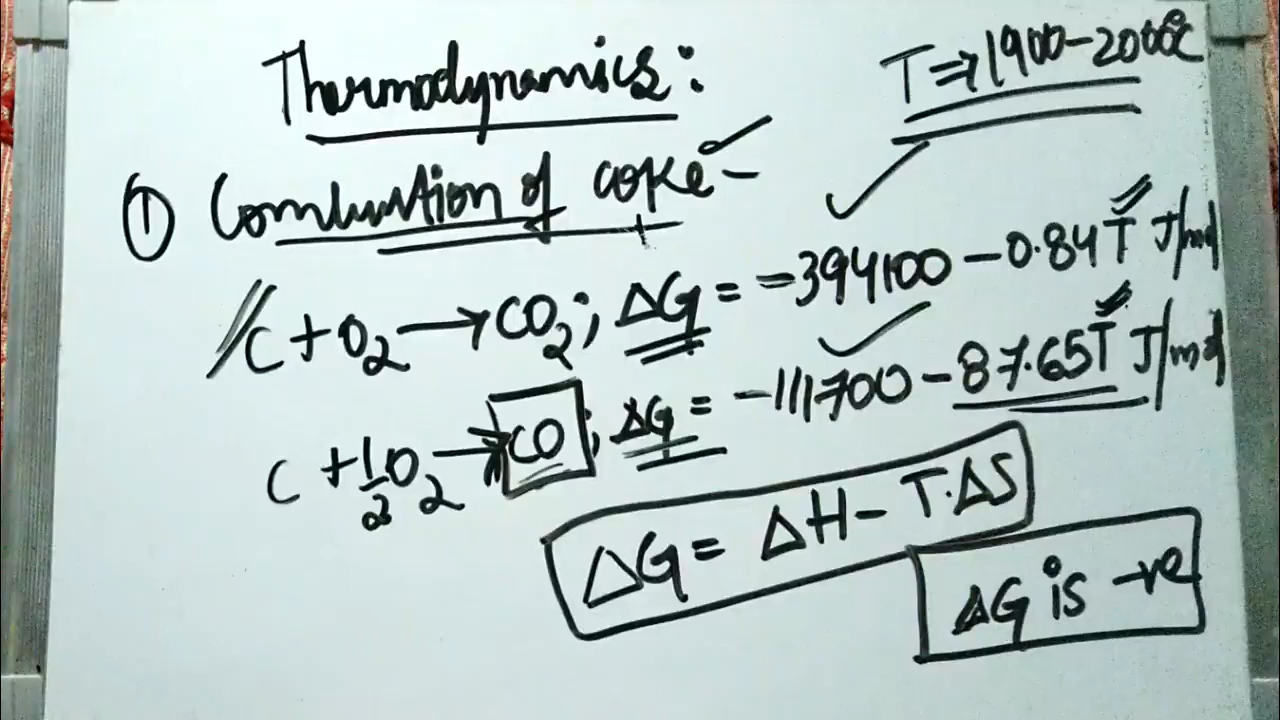 Thermodynamics:
T ⇒ 1900-2000°C
① Combustion of coke -
C + O₂ → CO₂; ΔG = -394100 - 0.84T J/mol
C + 1/2 O₂ → CO; ΔG = -111700 - 87.65T J/mol
ΔG = ΔH - T.ΔS
ΔG is -ve